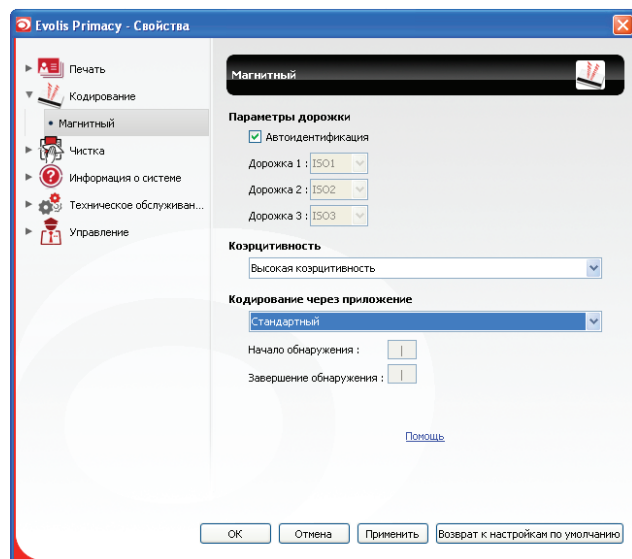 Evolis Primacy - Свойства
Печать
Кодирование
• Магнитный
Чистка
Информация о системе
Техническое обслуживан...
Управление
Магнитный
Параметры дорожки
Автоидентификация
Дорожка 1 : ISO1
Дорожка 2 : ISO2
Дорожка 3 : ISO3
Коэрцитивность
Высокая коэрцитивность
Кодирование через приложение
Стандартный
Начало обнаружения : |
Завершение обнаружения : |
Помощь
OK Отмена Применить Возврат к настройкам по умолчанию